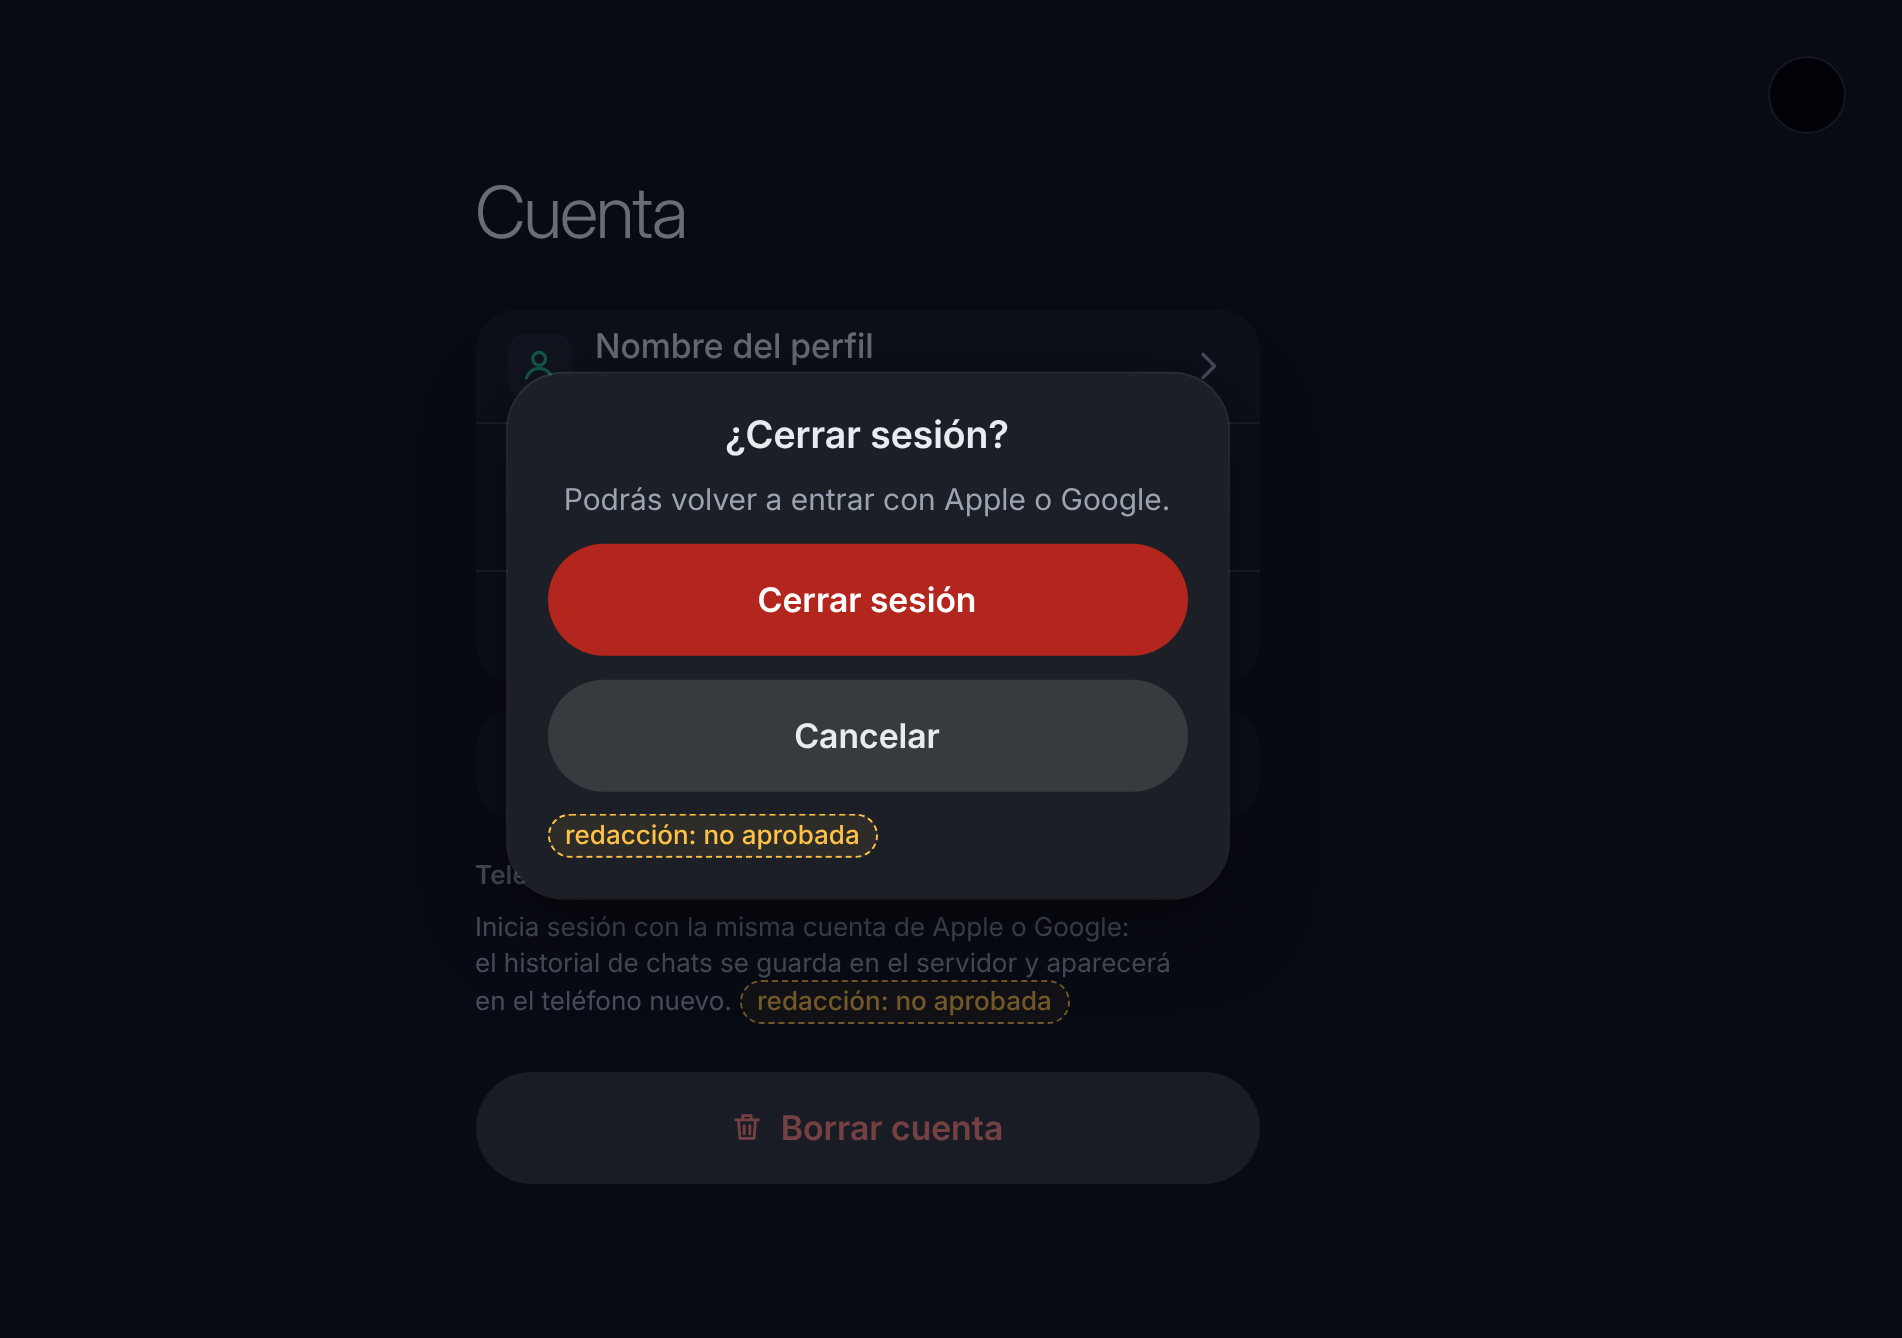 Cuenta
Nombre del perfil
¿Cerrar sesión?
Podrás volver a entrar con Apple o Google.
Cerrar sesión
Cancelar
redacción: no aprobada
Inicia sesión con la misma cuenta de Apple o Google:
el historial de chats se guarda en el servidor y aparecerá
en el teléfono nuevo. redacción: no aprobada
Borrar cuenta